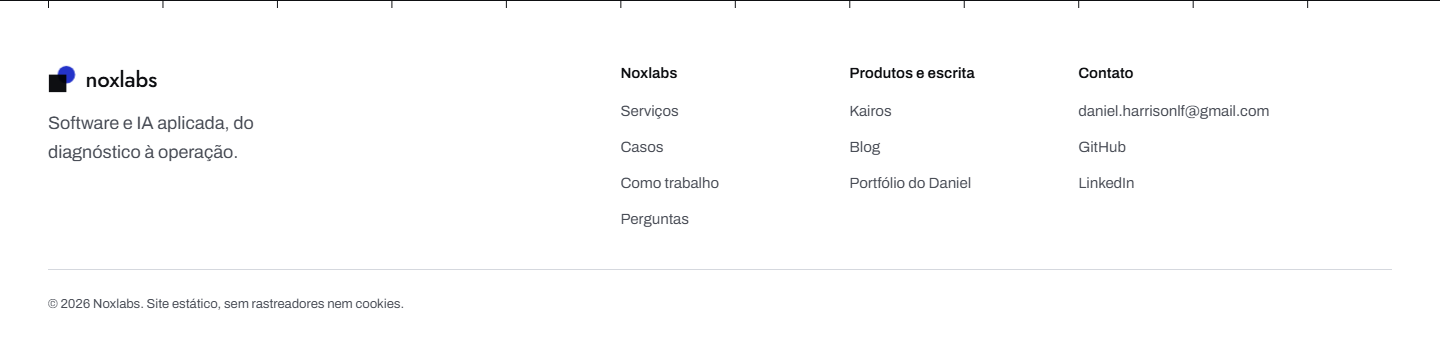 noxlabs
Software e IA aplicada, do
diagnóstico à operação.
Noxlabs
Serviços
Casos
Como trabalho
Perguntas
Produtos e escrita
Kairos
Blog
Portfólio do Daniel
Contato
daniel.harrisonlf@gmail.com
GitHub
LinkedIn
© 2026 Noxlabs. Site estático, sem rastreadores nem cookies.